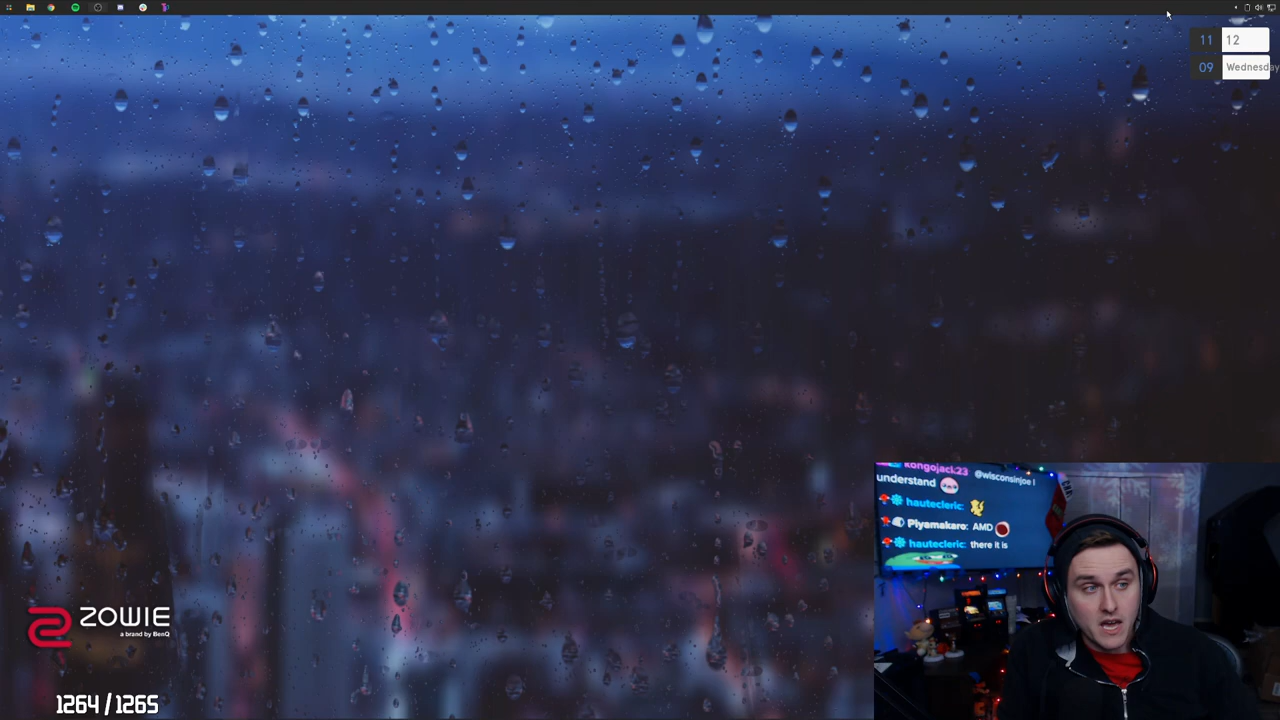 11 12
09 Wednesday
kongojack23 @wisconsinjoe I
understand
hautecleric:
Piyamakaro: AMD
hautecleric: there it is
ZOWIE
a brand by BenQ
1264 / 1265